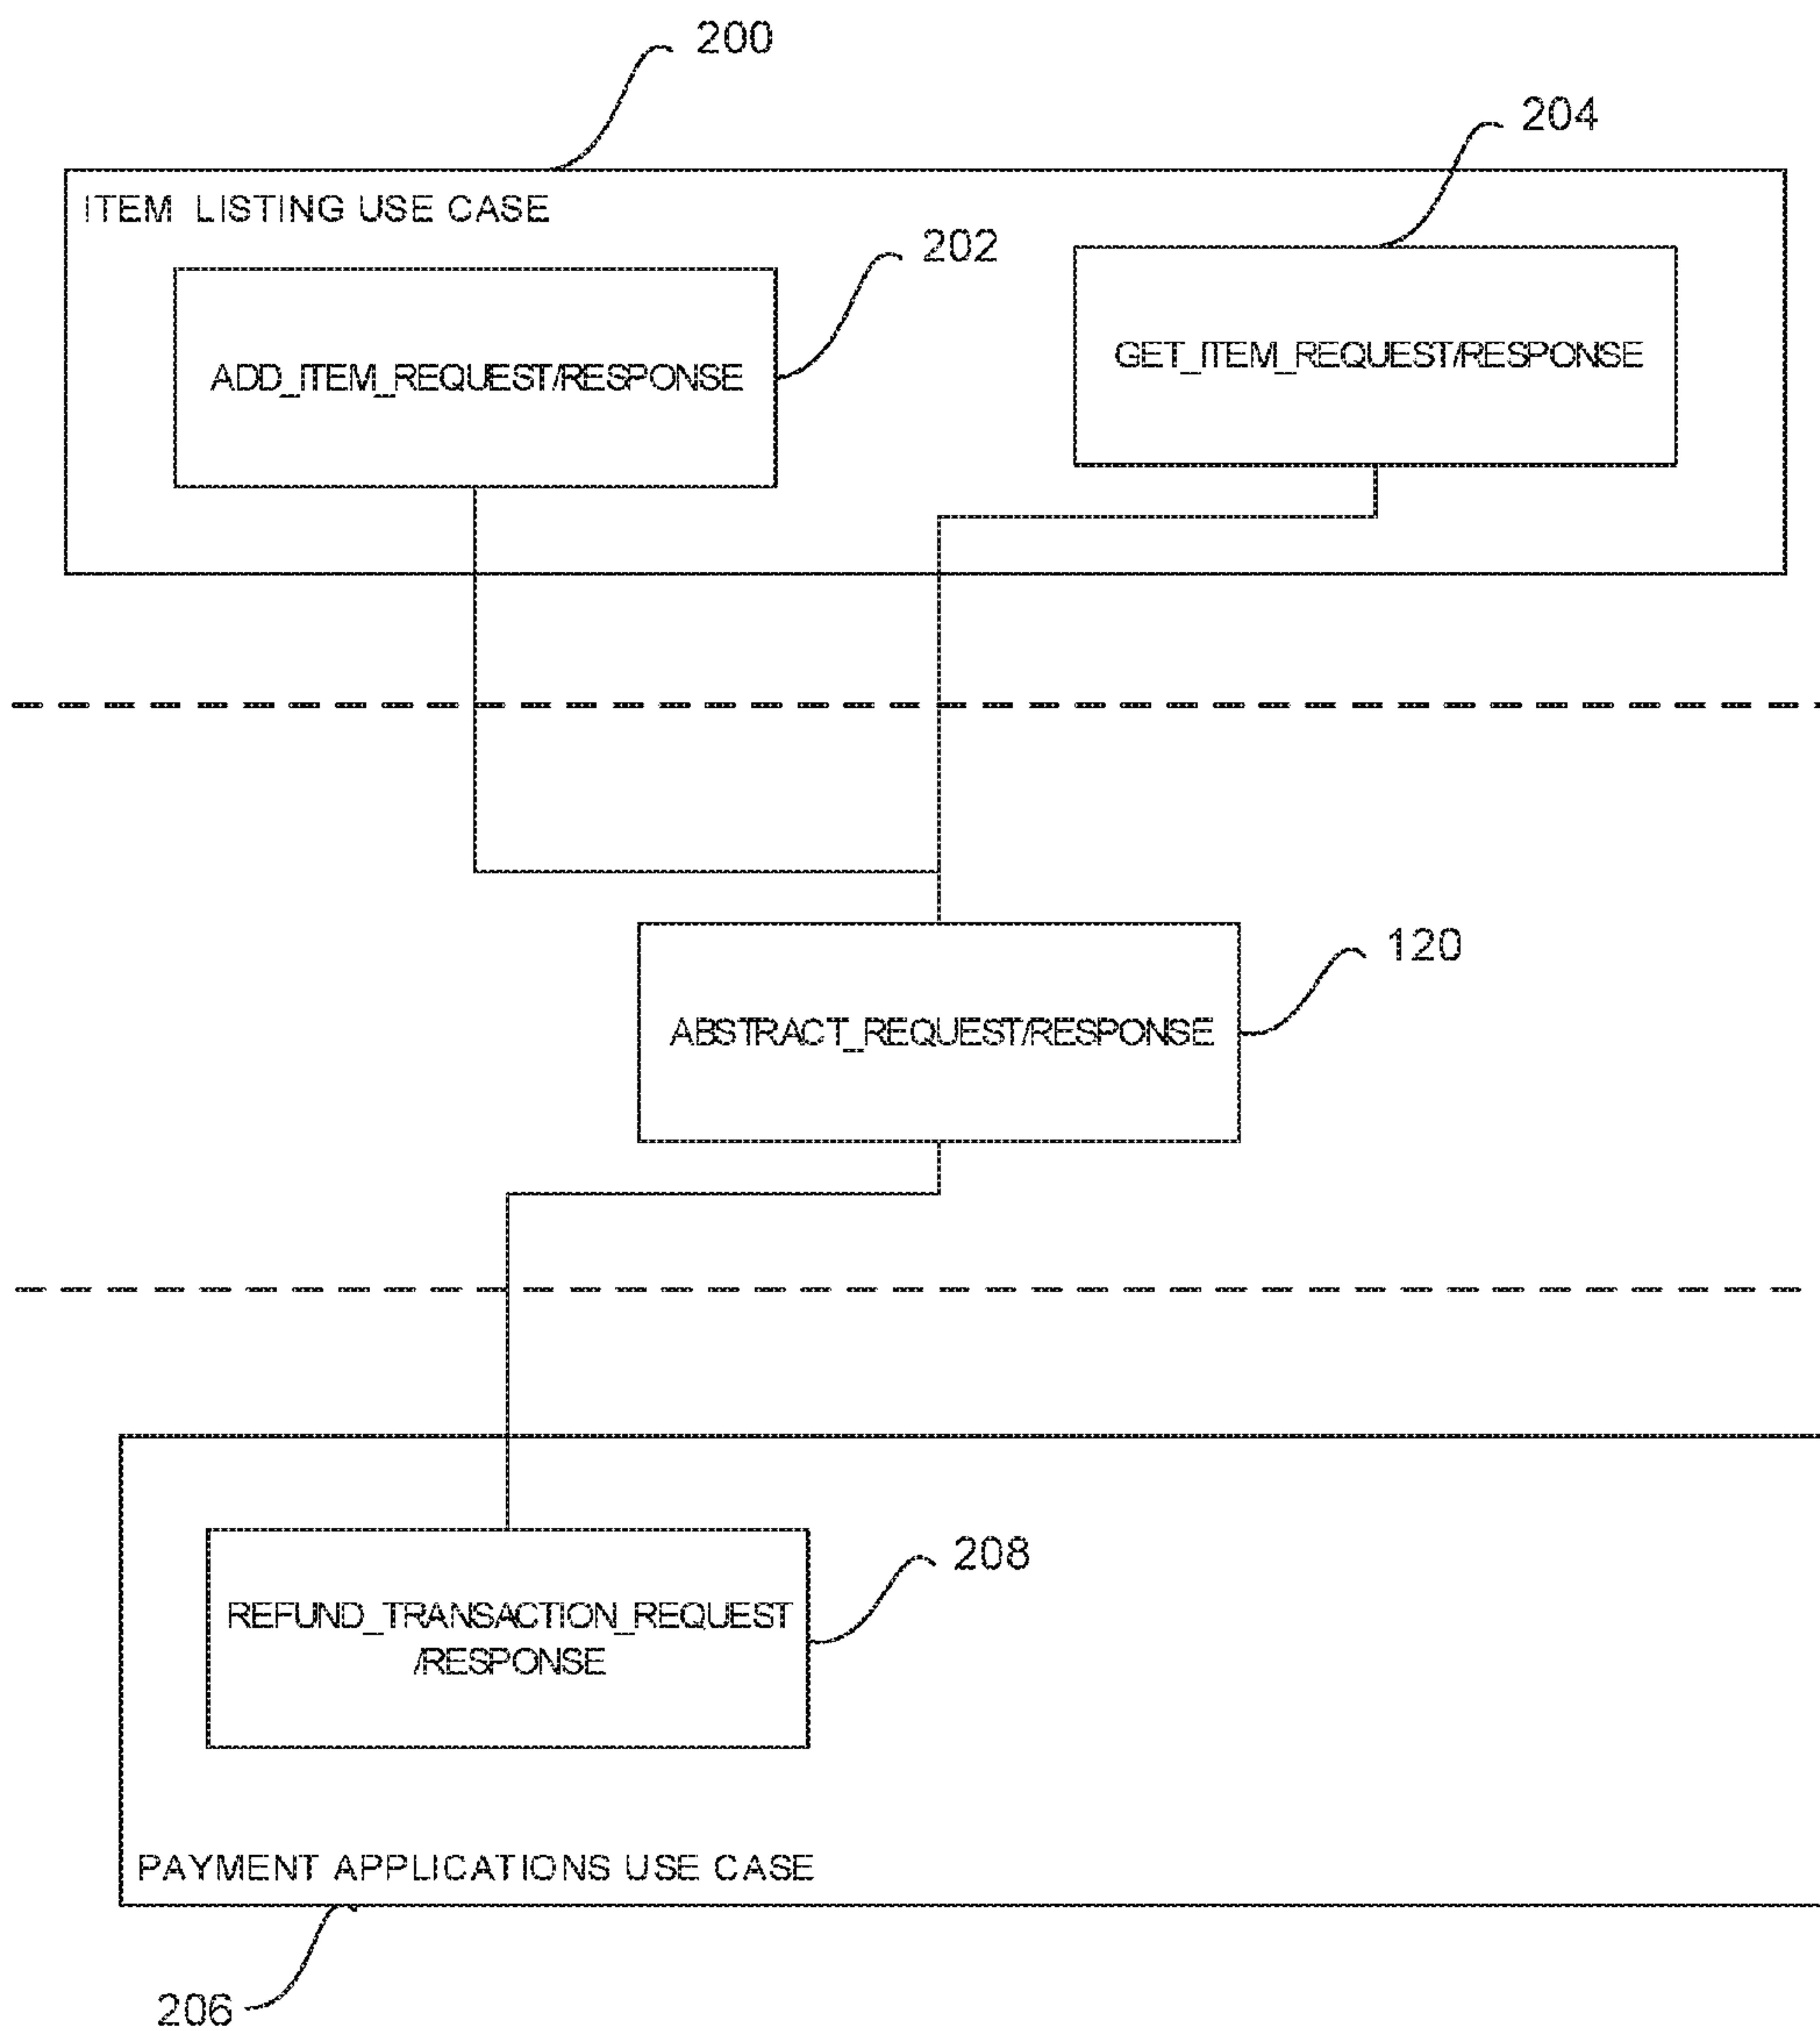 200
204
ITEM LISTING USE CASE
202
GET_ITEM_REQUEST/RESPONSE
ADD_ITEM_REQUEST/RESPONSE
120
ABSTRACT_REQUEST/RESPONSE
208
REFUND_TRANSACTION_REQUEST
/RESPONSE
PAYMENT APPLICATIONS USE CASE
206